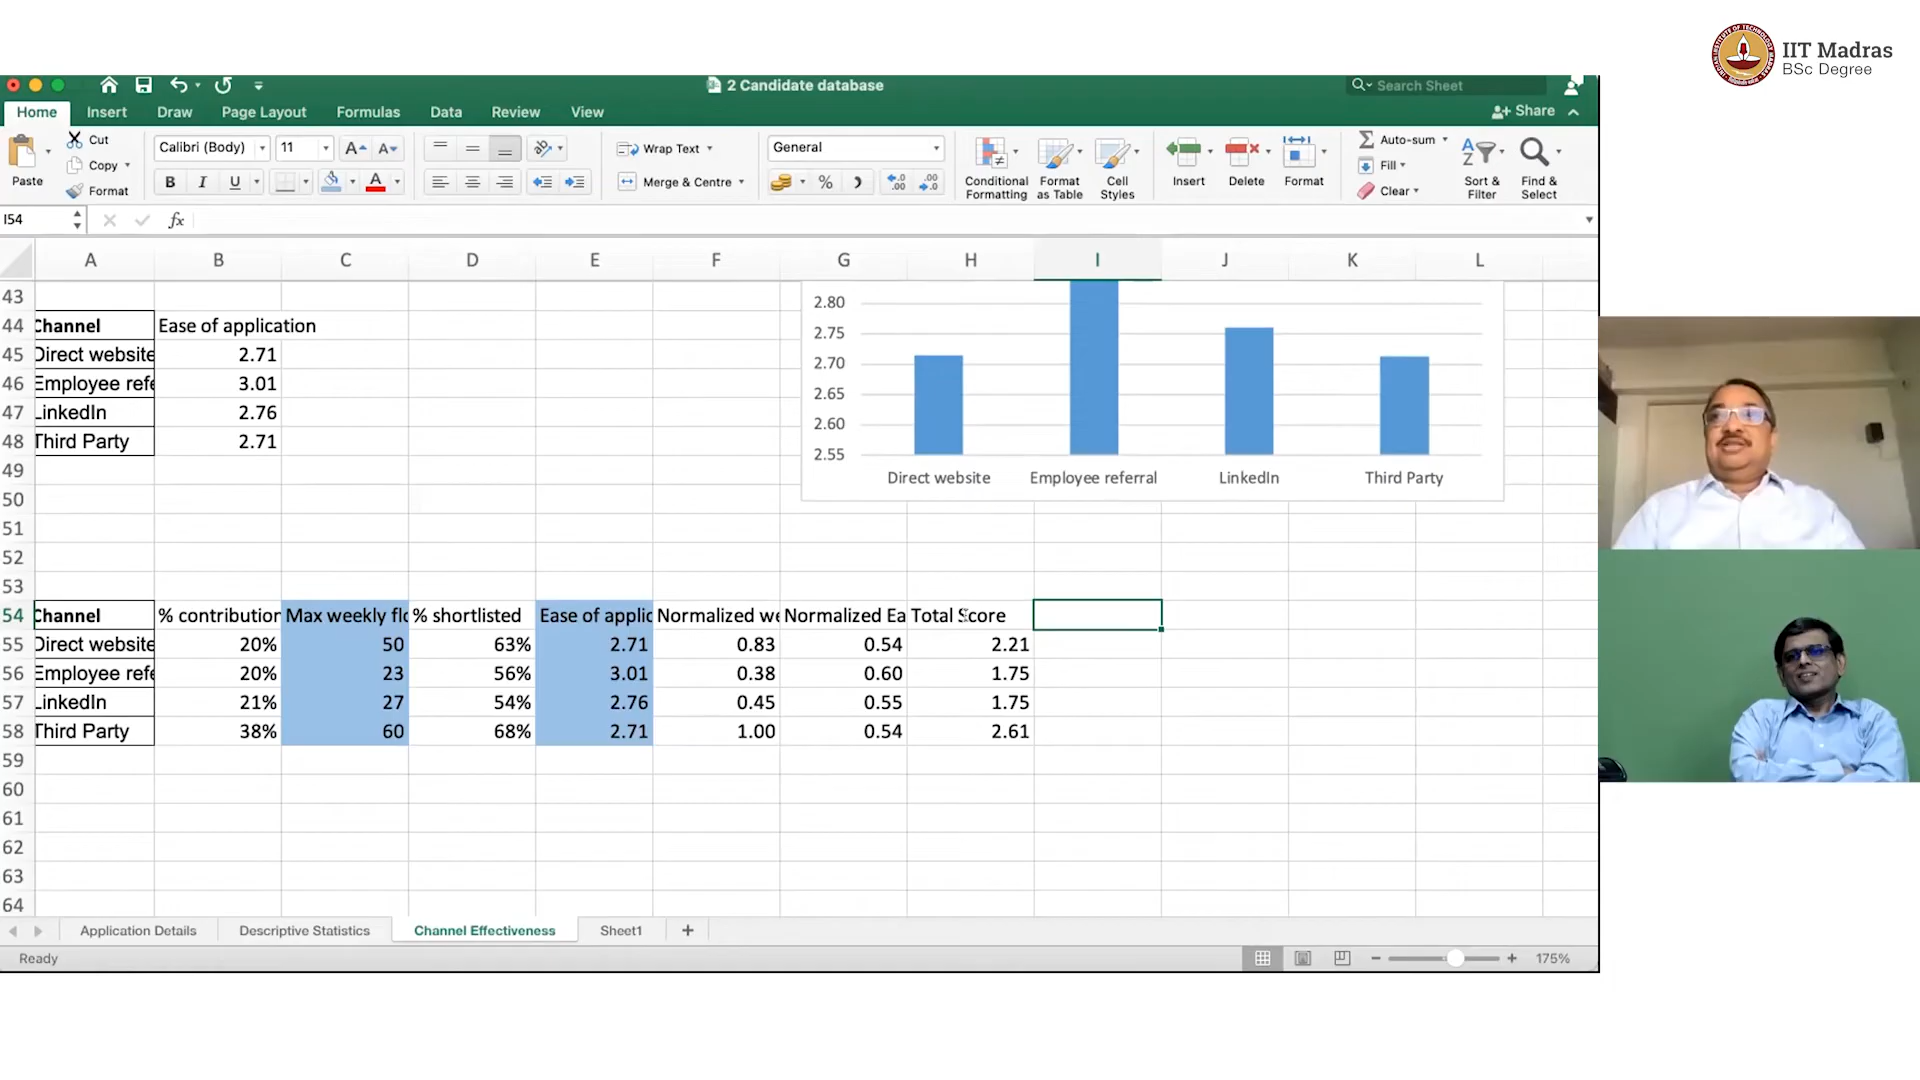 IIT Madras
BSc Degree
2 Candidate database
Search Sheet
Home Insert Draw Page Layout Formulas Data Review View
Share
Paste
Cut
Copy
Format
Calibri (Body) 11
Wrap Text
Merge & Centre
General
Conditional Formatting
Format as Table
Cell Styles
Insert
Delete
Format
Auto-sum
Fill
Clear
Sort & Filter
Find & Select
I54 fx
A B C D E F G H I J K L
43
44 Channel Ease of application
45 Direct website 2.71
46 Employee refe 3.01
47 LinkedIn 2.76
48 Third Party 2.71
49
50
51
52
53
2.80
2.75
2.70
2.65
2.60
2.55
Direct website Employee referral LinkedIn Third Party
54 Channel % contribution Max weekly flo % shortlisted Ease of applic Normalized we Normalized Ea Total Score
55 Direct website 20% 50 63% 2.71 0.83 0.54 2.21
56 Employee refe 20% 23 56% 3.01 0.38 0.60 1.75
57 LinkedIn 21% 27 54% 2.76 0.45 0.55 1.75
58 Third Party 38% 60 68% 2.71 1.00 0.54 2.61
59
60
61
62
63
64
Application Details Descriptive Statistics Channel Effectiveness Sheet1 +
Ready
175%